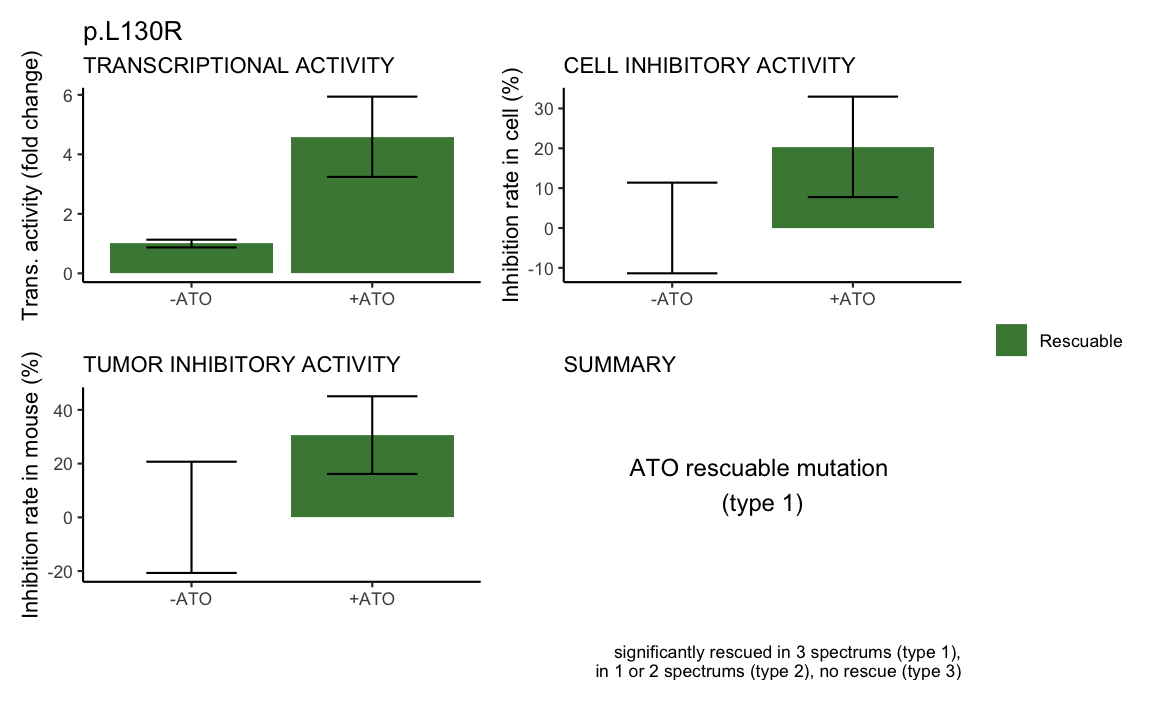 p.L130R
TRANSCRIPTIONAL ACTIVITY
Trans. activity (fold change)
6
4
2
0
-ATO
+ATO
CELL INHIBITORY ACTIVITY
Inhibition rate in cell (%)
30
20
10
0
-10
-ATO
+ATO
Rescuable
TUMOR INHIBITORY ACTIVITY
Inhibition rate in mouse (%)
40
20
0
-20
-ATO
+ATO
SUMMARY
ATO rescuable mutation
(type 1)
significantly rescued in 3 spectrums (type 1),
in 1 or 2 spectrums (type 2), no rescue (type 3)